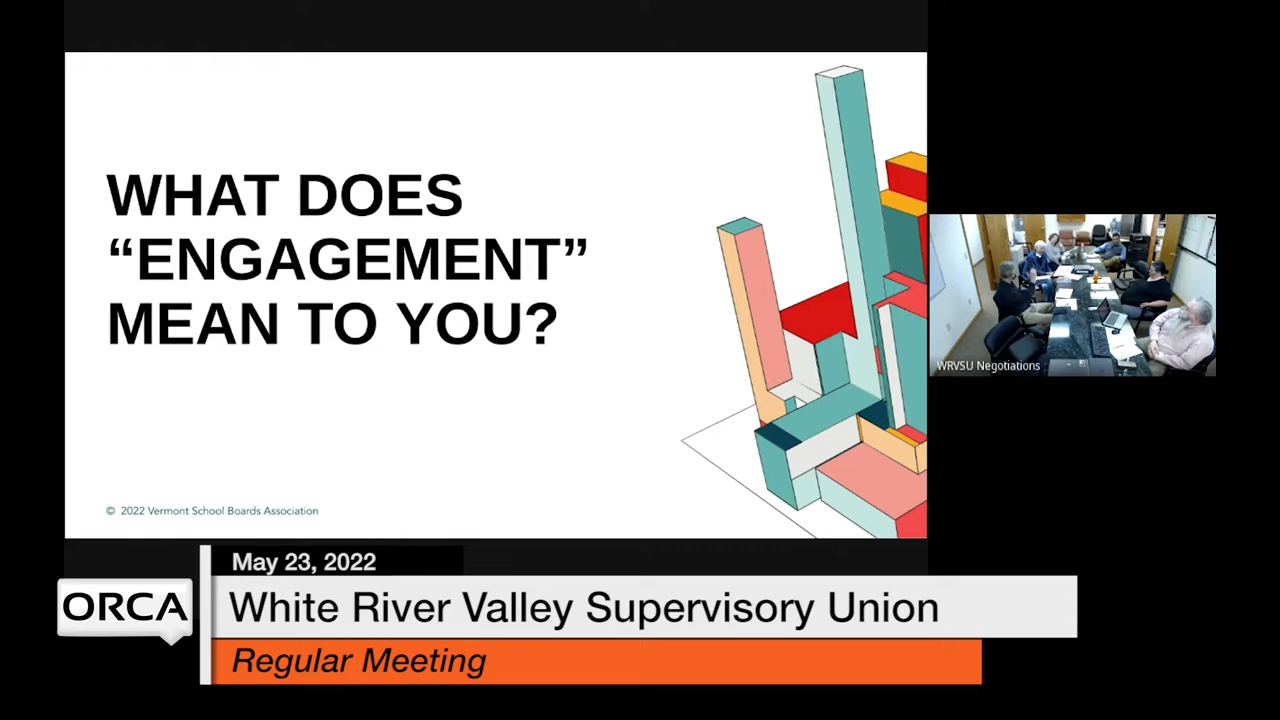 WHAT DOES
“ENGAGEMENT”
MEAN TO YOU?
© 2022 Vermont School Boards Association
WRVSU Negotiations
May 23, 2022
ORCA
White River Valley Supervisory Union
Regular Meeting